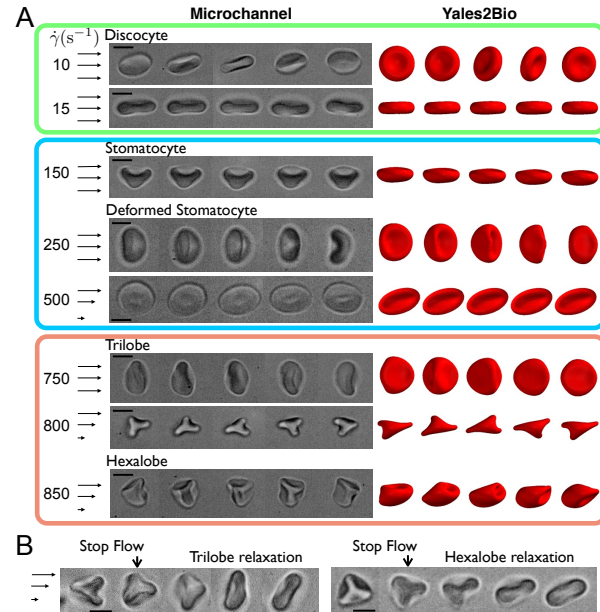 A
Microchannel
Yales2Bio
γ̇(s⁻¹)
Discocyte
10
15
Stomatocyte
150
Deformed Stomatocyte
250
500
Trilobe
750
800
Hexalobe
850
B
Stop Flow
Trilobe relaxation
Stop Flow
Hexalobe relaxation